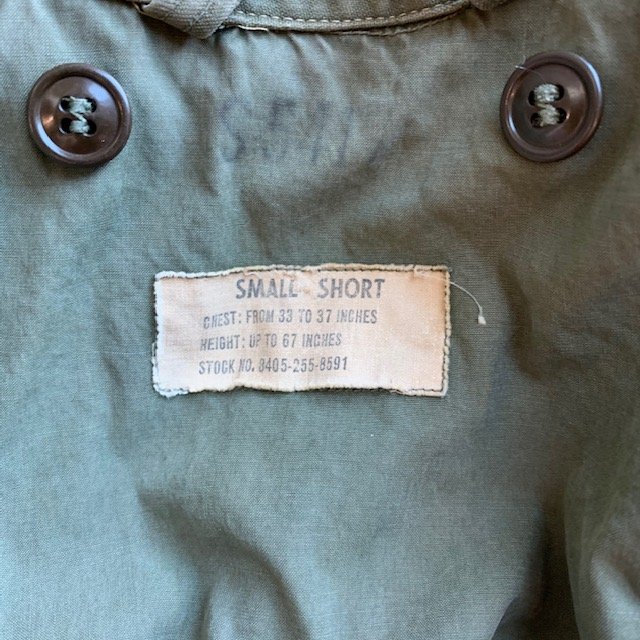 SMALL - SHORT
CHEST: FROM 33 TO 37 INCHES
HEIGHT: UP TO 67 INCHES
STOCK NO. 8405-255-8591